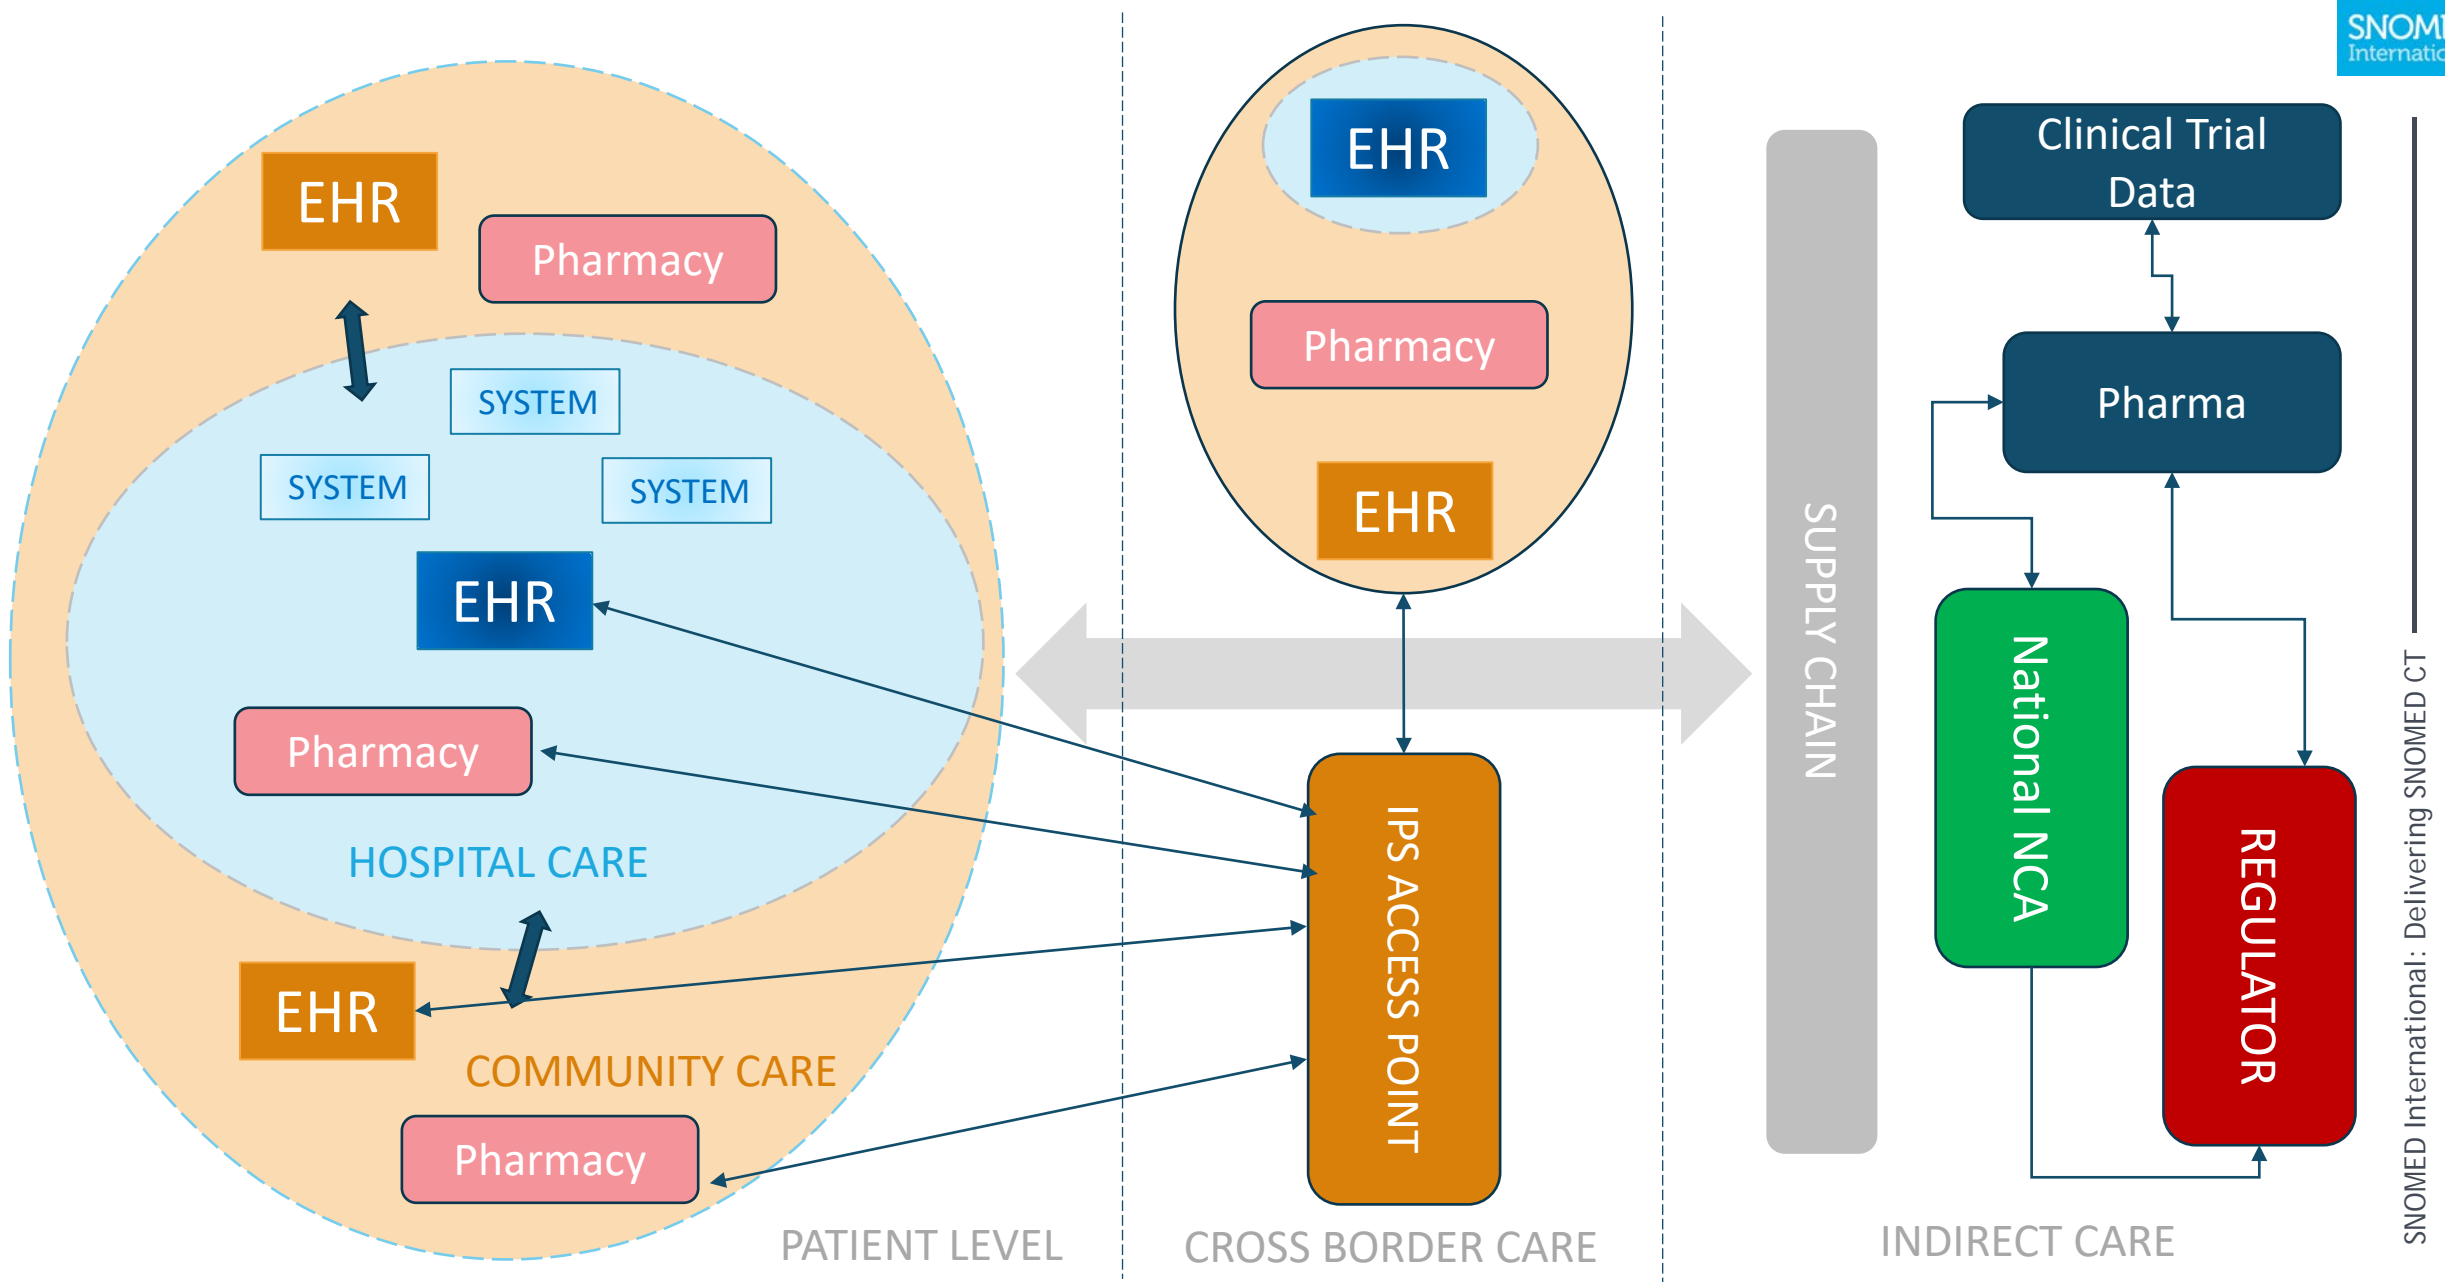 EHR
Pharmacy
SYSTEM
SYSTEM
SYSTEM
EHR
Pharmacy
HOSPITAL CARE
EHR
COMMUNITY CARE
Pharmacy
PATIENT LEVEL
EHR
Pharmacy
EHR
IPS ACCESS POINT
CROSS BORDER CARE
SUPPLY CHAIN
Clinical Trial
Data
Pharma
National NCA
REGULATOR
INDIRECT CARE
SNOME
Internatio
SNOMED International: Delivering SNOMED CT